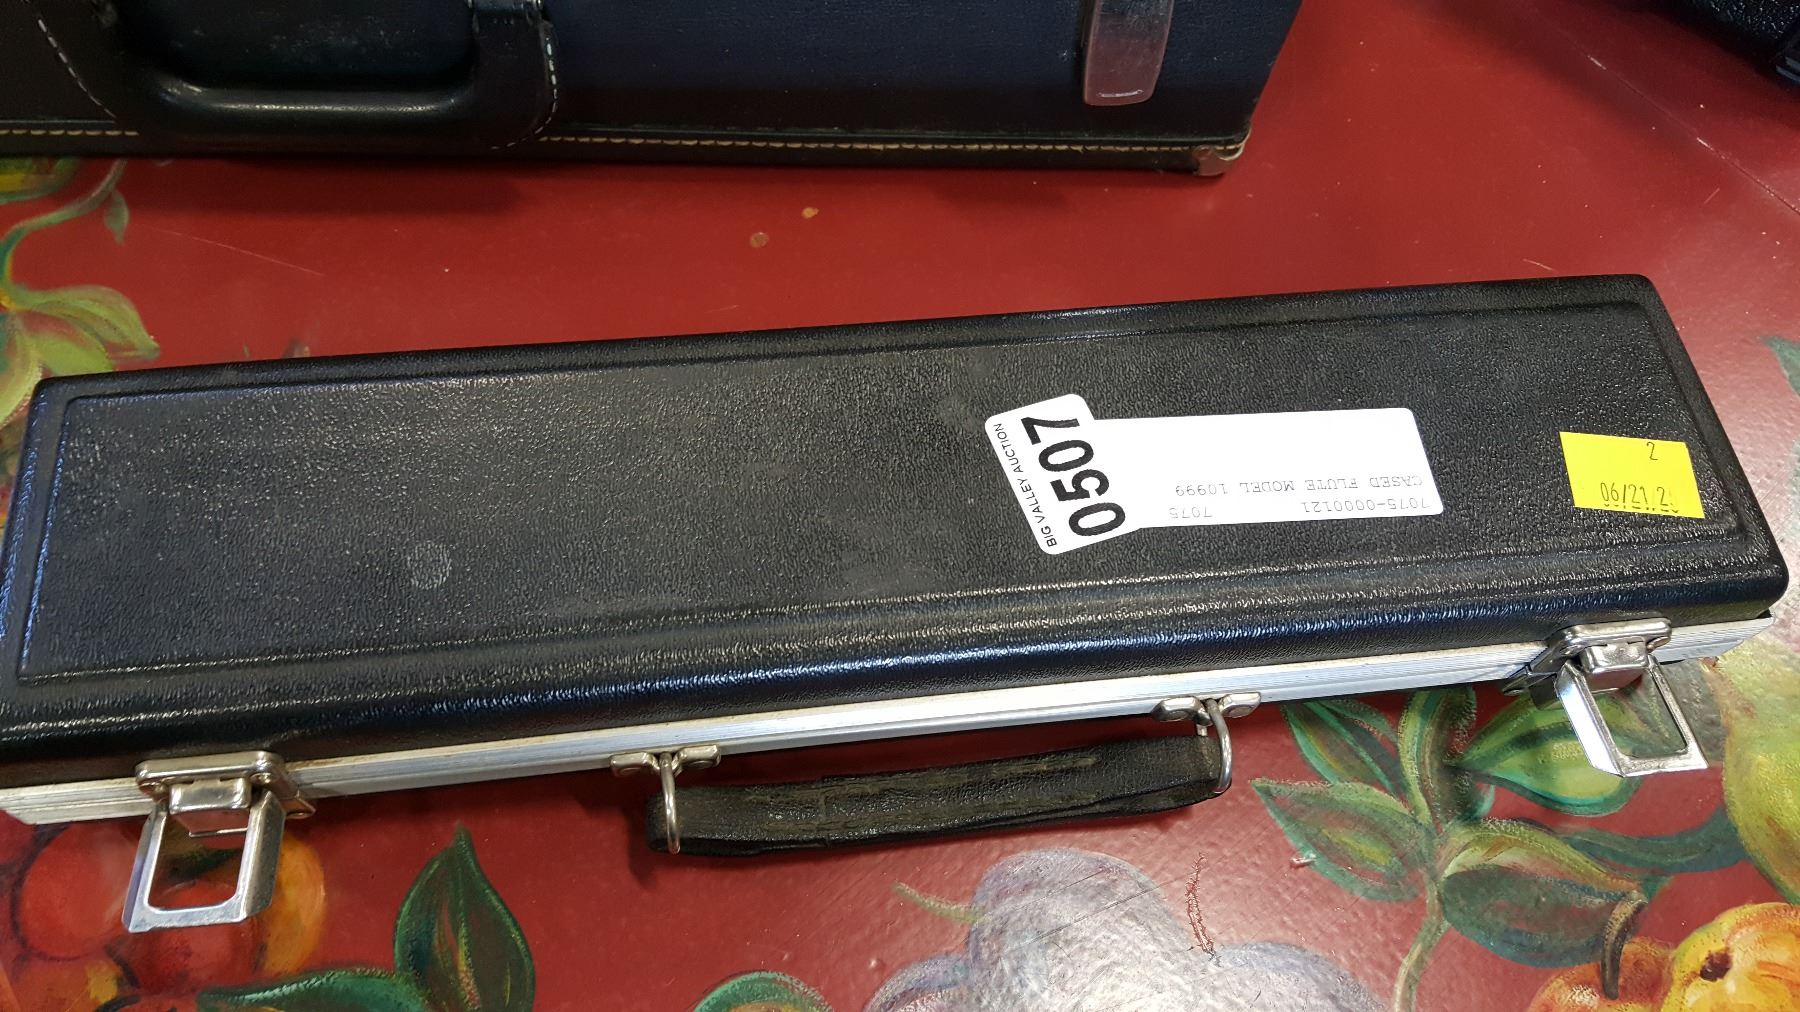 BIG VALLEY AUCTION
0507
7075-0000121 7075
CASED FLUTE MODEL 10999
2
06/21/2